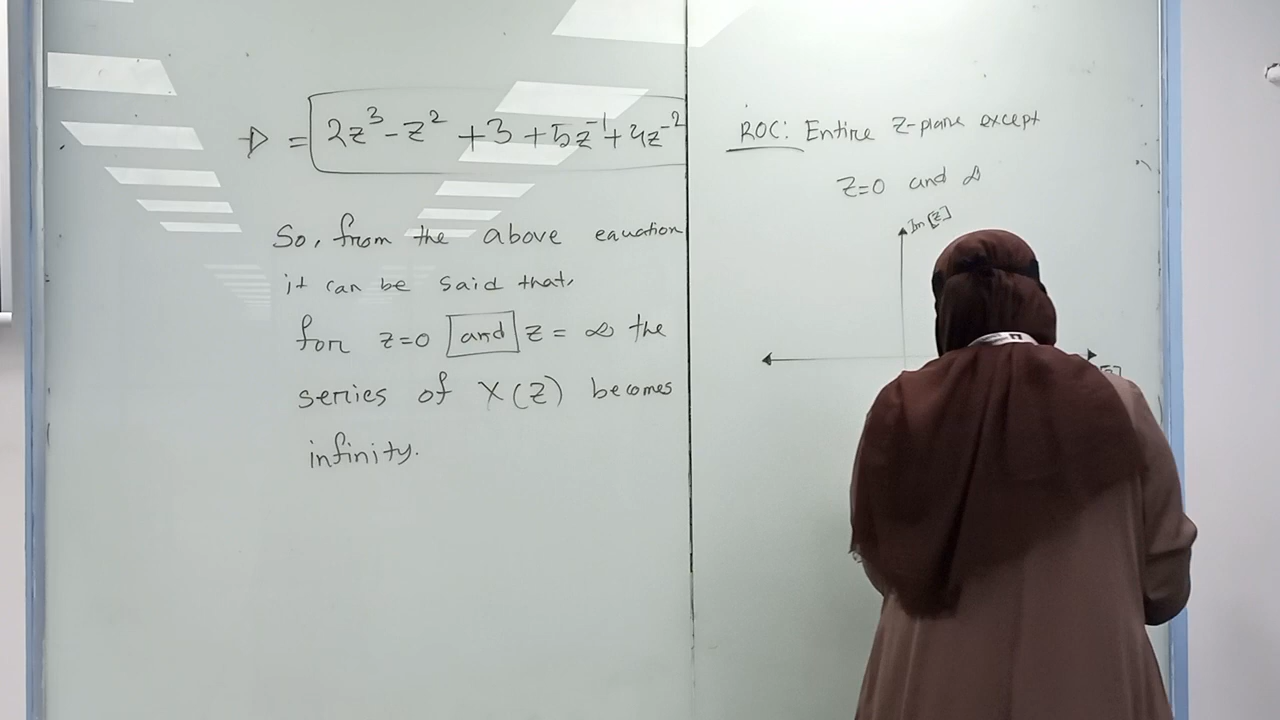 = 2z³ - z² + 3 + 5z⁻¹ + 4z⁻²
So, from the above equation
it can be said that,
for z=0 and z = ∞ the
series of X(Z) becomes
infinity.
ROC: Entire Z-plane except
Z=0 and ∞
Im[z]